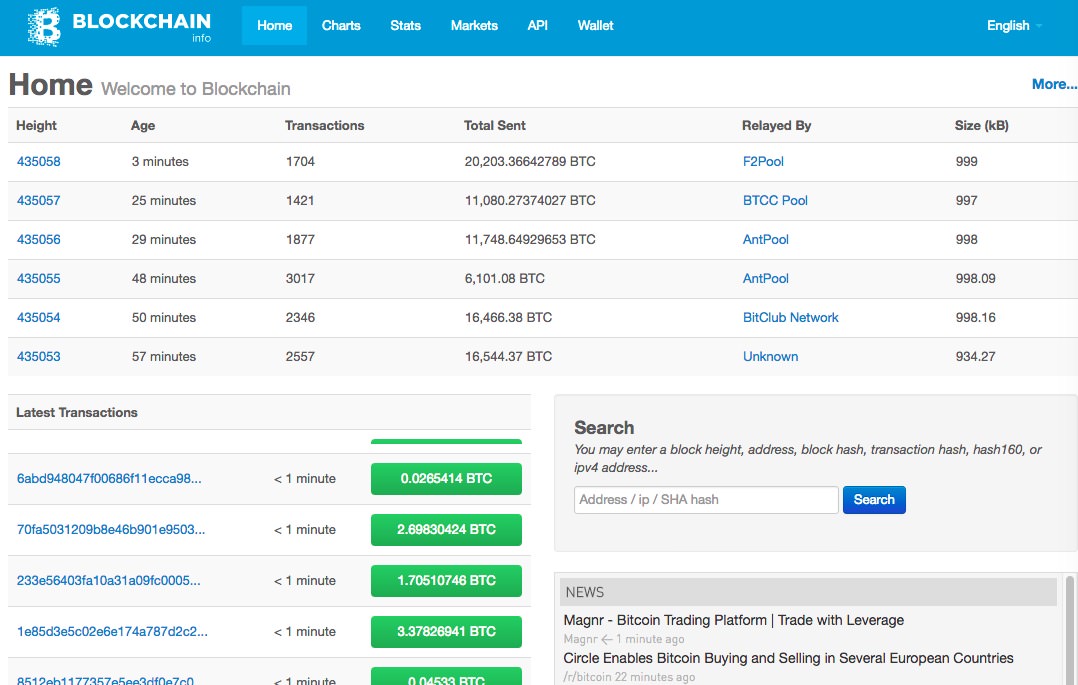 BLOCKCHAIN
info
Home Charts Stats Markets API Wallet English
Home Welcome to Blockchain More...
Height Age Transactions Total Sent Relayed By Size (kB)
435058 3 minutes 1704 20,203.36642789 BTC F2Pool 999
435057 25 minutes 1421 11,080.27374027 BTC BTCC Pool 997
435056 29 minutes 1877 11,748.64929653 BTC AntPool 998
435055 48 minutes 3017 6,101.08 BTC AntPool 998.09
435054 50 minutes 2346 16,466.38 BTC BitClub Network 998.16
435053 57 minutes 2557 16,544.37 BTC Unknown 934.27
Latest Transactions
6abd948047f00686f11ecca98... < 1 minute 0.0265414 BTC
70fa5031209b8e46b901e9503... < 1 minute 2.69830424 BTC
233e56403fa10a31a09fc0005... < 1 minute 1.70510746 BTC
1e85d3e5c02e6e174a787d2c2... < 1 minute 3.37826941 BTC
8512eb1177357e5ee3df0e7c0... < 1 minute 0.04533 BTC
Search
You may enter a block height, address, block hash, transaction hash, hash160, or
ipv4 address...
Address / ip / SHA hash Search
NEWS
Magnr - Bitcoin Trading Platform | Trade with Leverage
Magnr ← 1 minute ago
Circle Enables Bitcoin Buying and Selling in Several European Countries
/r/bitcoin 22 minutes ago